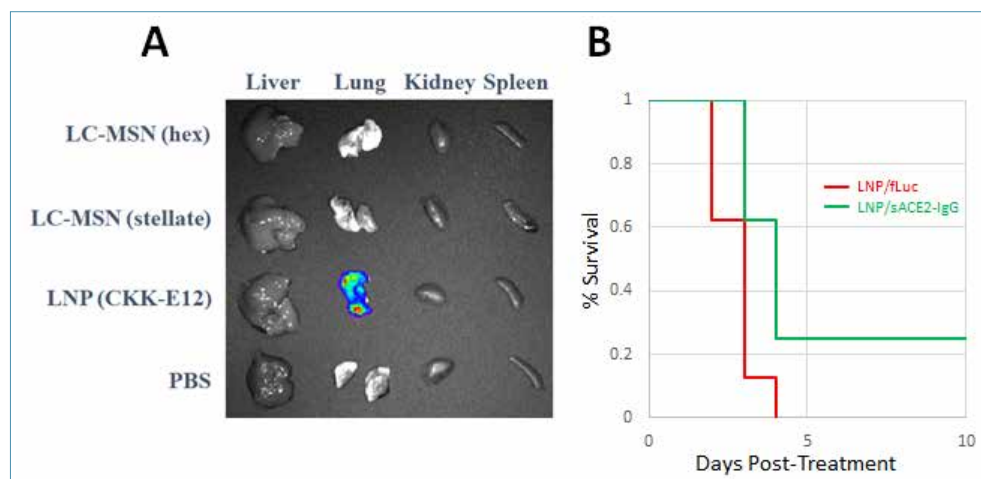 A
Liver Lung Kidney Spleen
LC-MSN (hex)
LC-MSN (stellate)
LNP (CKK-E12)
PBS
B
1
0.8
0.6
0.4
0.2
0
% Survival
LNP/fLuc
LNP/sACE2-IgG
0 5 10
Days Post-Treatment